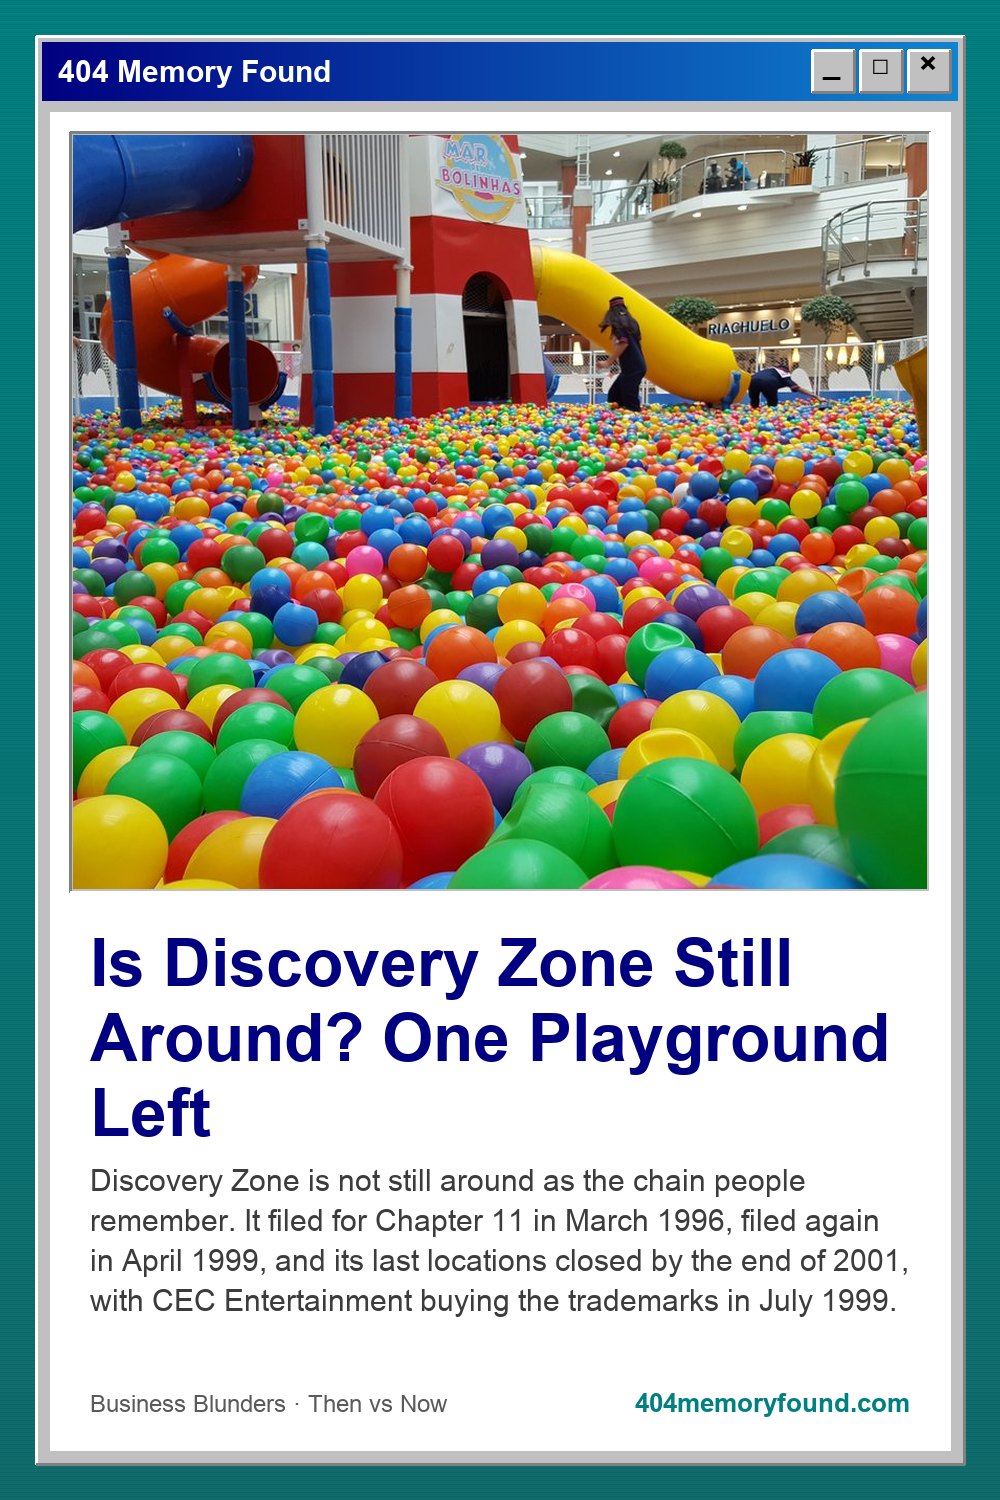 404 Memory Found
MAR
BOLINHAS
RIACHUELO
Is Discovery Zone Still
Around? One Playground
Left
Discovery Zone is not still around as the chain people
remember. It filed for Chapter 11 in March 1996, filed again
in April 1999, and its last locations closed by the end of 2001,
with CEC Entertainment buying the trademarks in July 1999.
Business Blunders · Then vs Now
404memoryfound.com